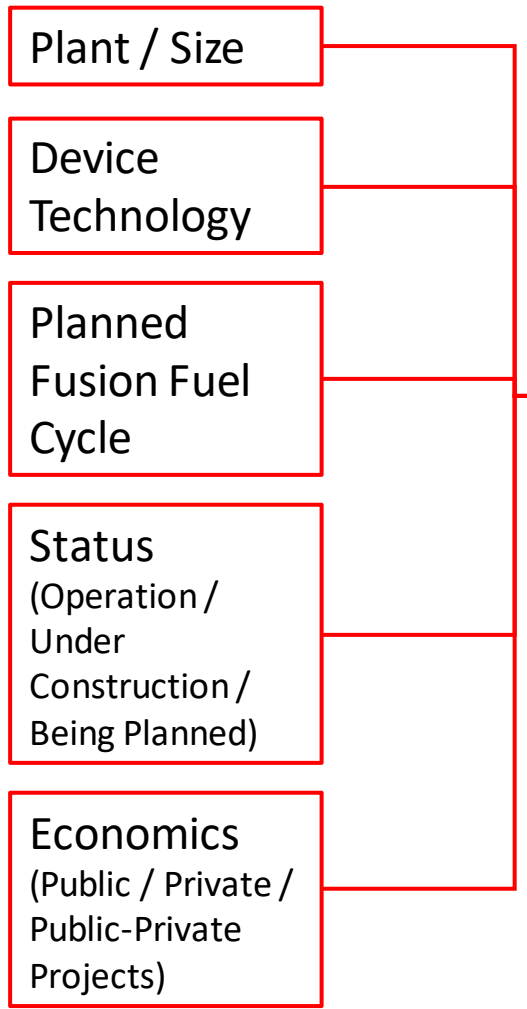 Plant / Size
Device
Technology
Planned
Fusion Fuel
Cycle
Status
(Operation /
Under
Construction /
Being Planned)
Economics
(Public / Private /
Public-Private
Projects)